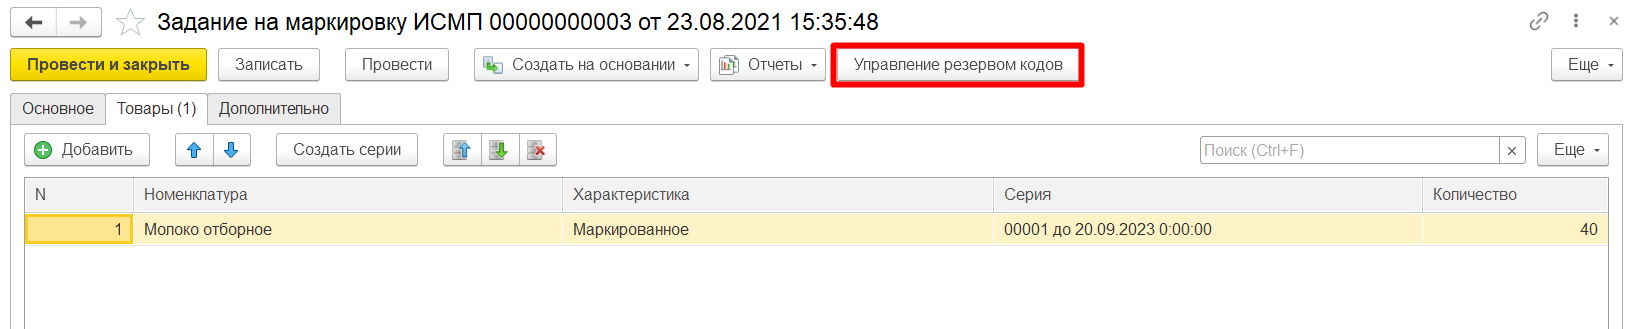 Задание на маркировку ИСМП 00000000003 от 23.08.2021 15:35:48
Провести и закрыть Записать Провести Создать на основании Отчеты Управление резервом кодов Еще
Основное Товары (1) Дополнительно
Добавить Создать серии Поиск (Ctrl+F) × Еще
N Номенклатура Характеристика Серия Количество
1 Молоко отборное Маркированное 00001 до 20.09.2023 0:00:00 40